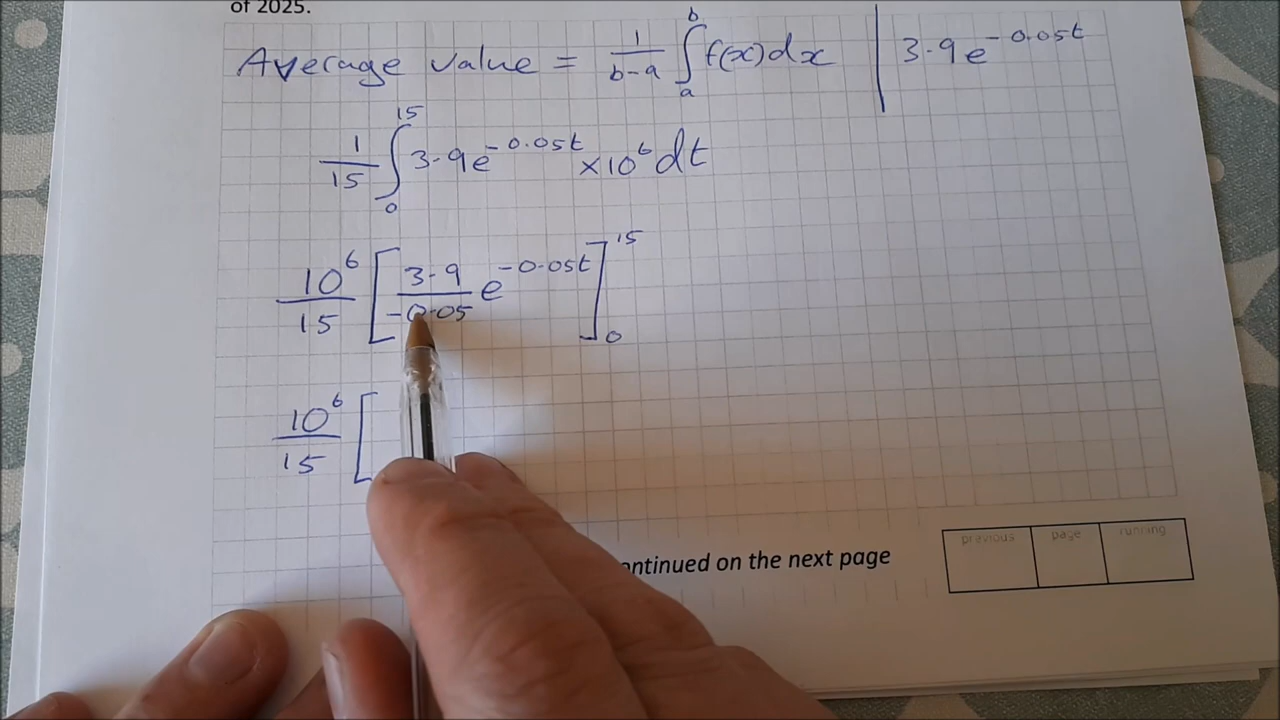 of 2025.
Average value = 1/(b-a) ∫_a^b f(x)dx | 3.9e^(-0.05t)
1/15 ∫_0^15 3.9e^(-0.05t) ×10^6 dt
10^6/15 [3.9/(-0.05) e^(-0.05t)]_0^15
10^6/15 [
continued on the next page
previous page running